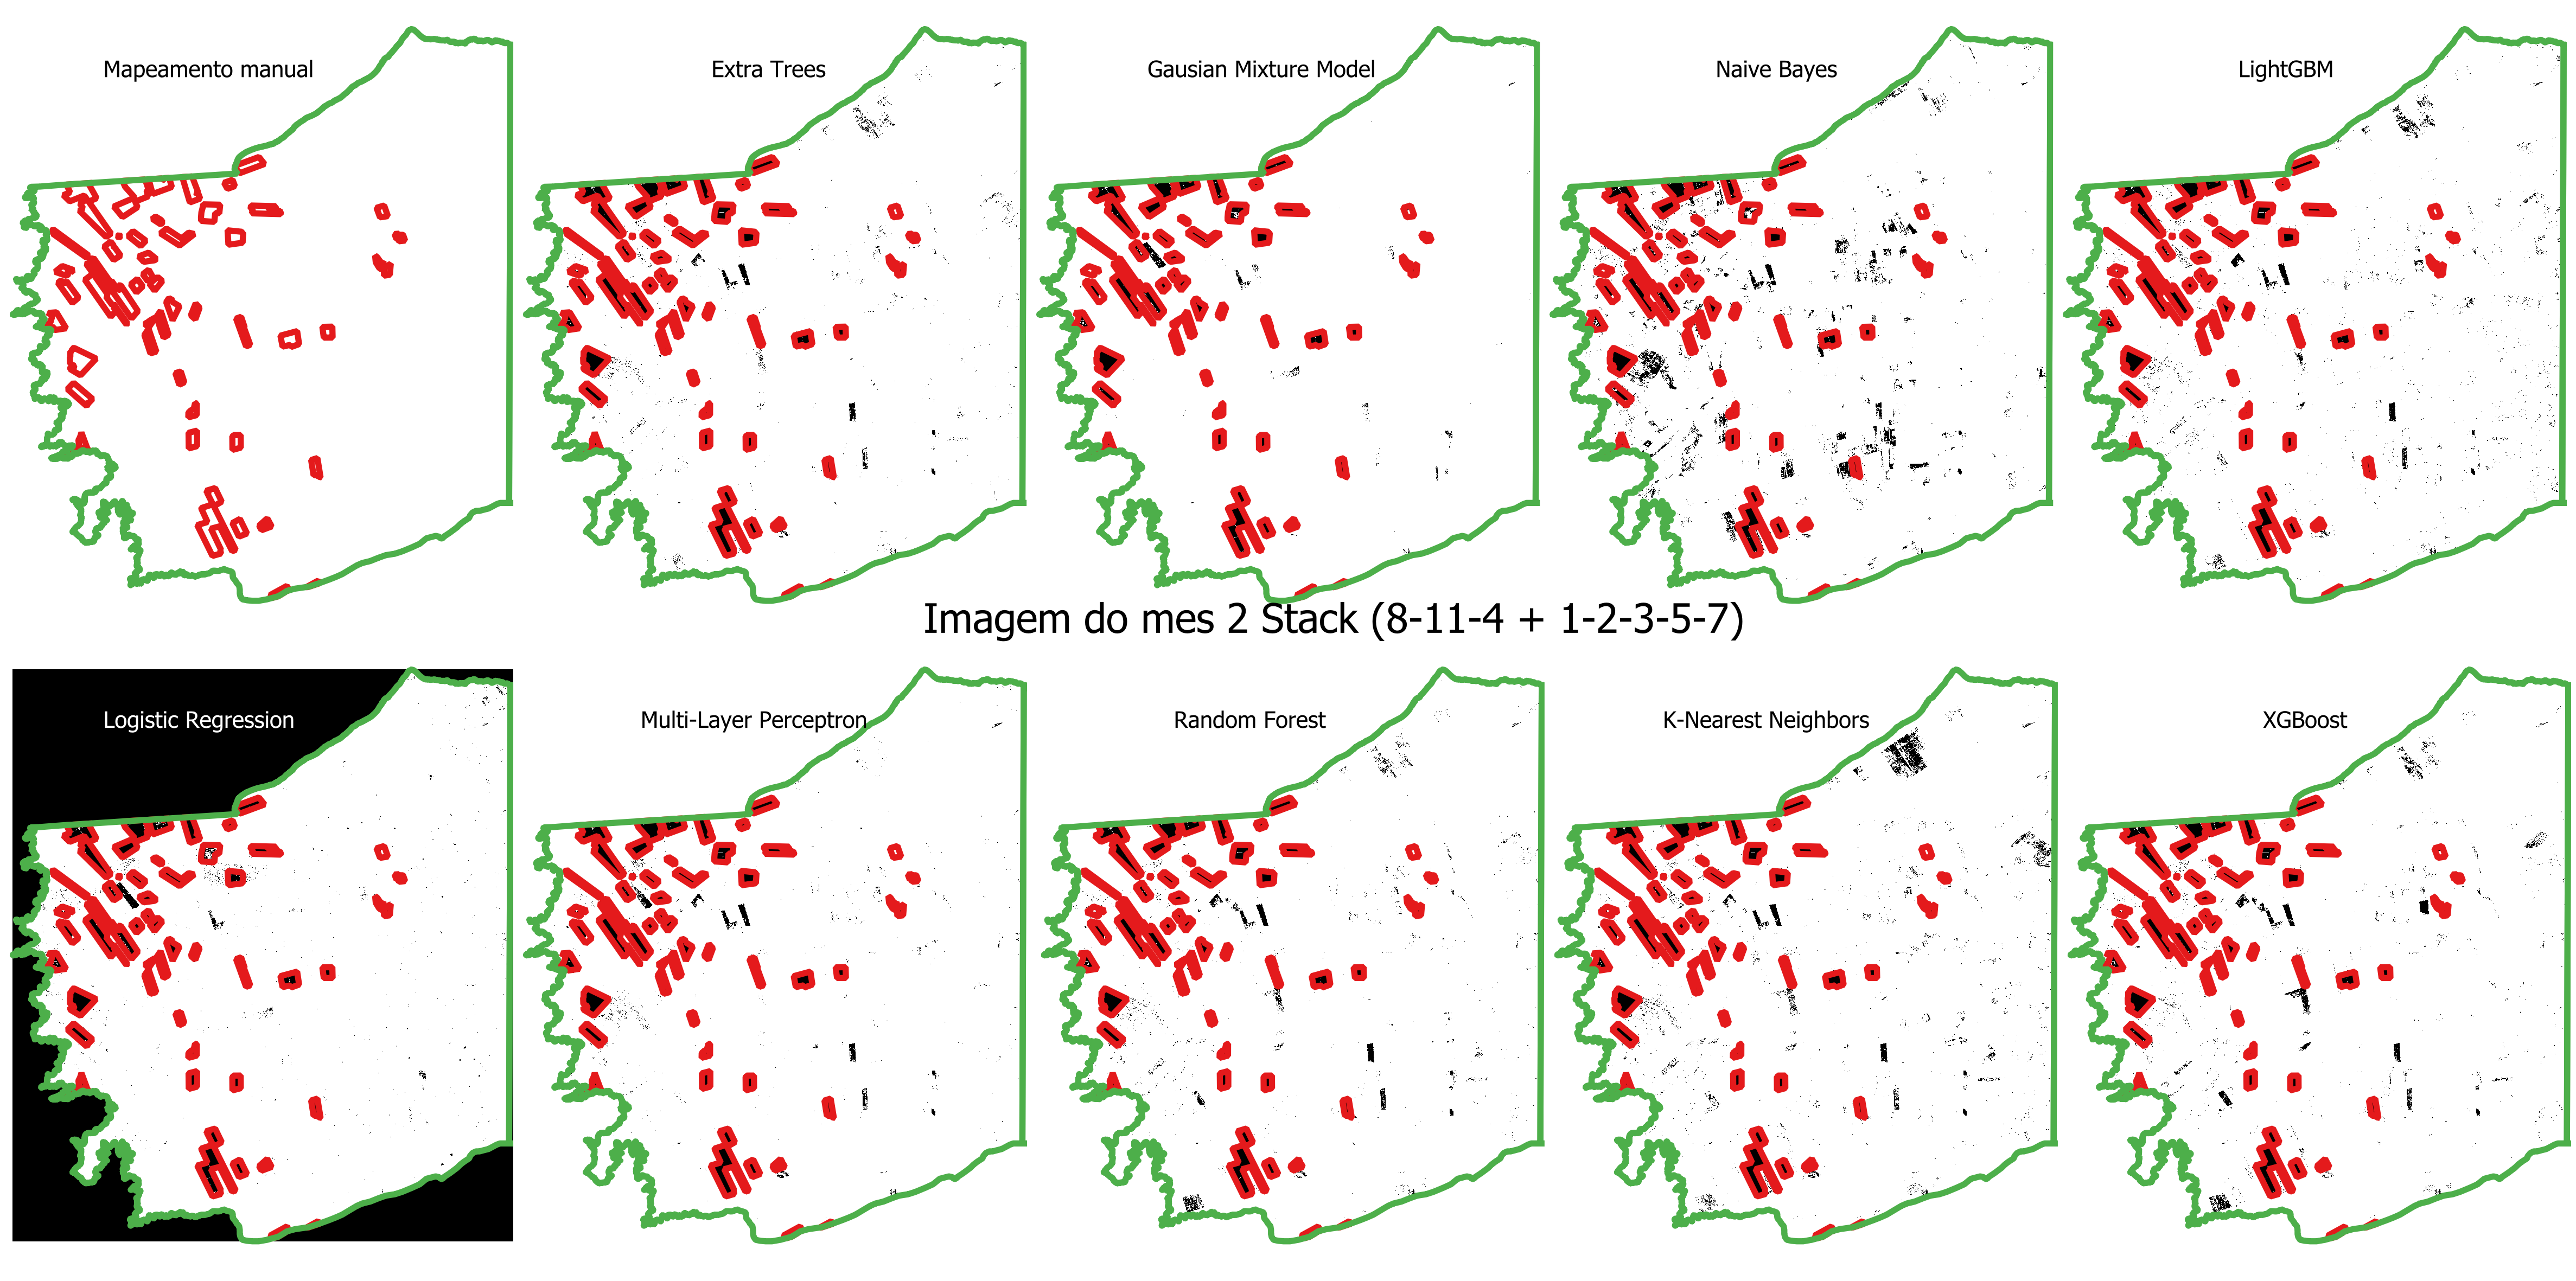 Mapeamento manual
Extra Trees
Gausian Mixture Model
Naive Bayes
LightGBM
Imagem do mes 2 Stack (8-11-4 + 1-2-3-5-7)
Logistic Regression
Multi-Layer Perceptron
Random Forest
K-Nearest Neighbors
XGBoost